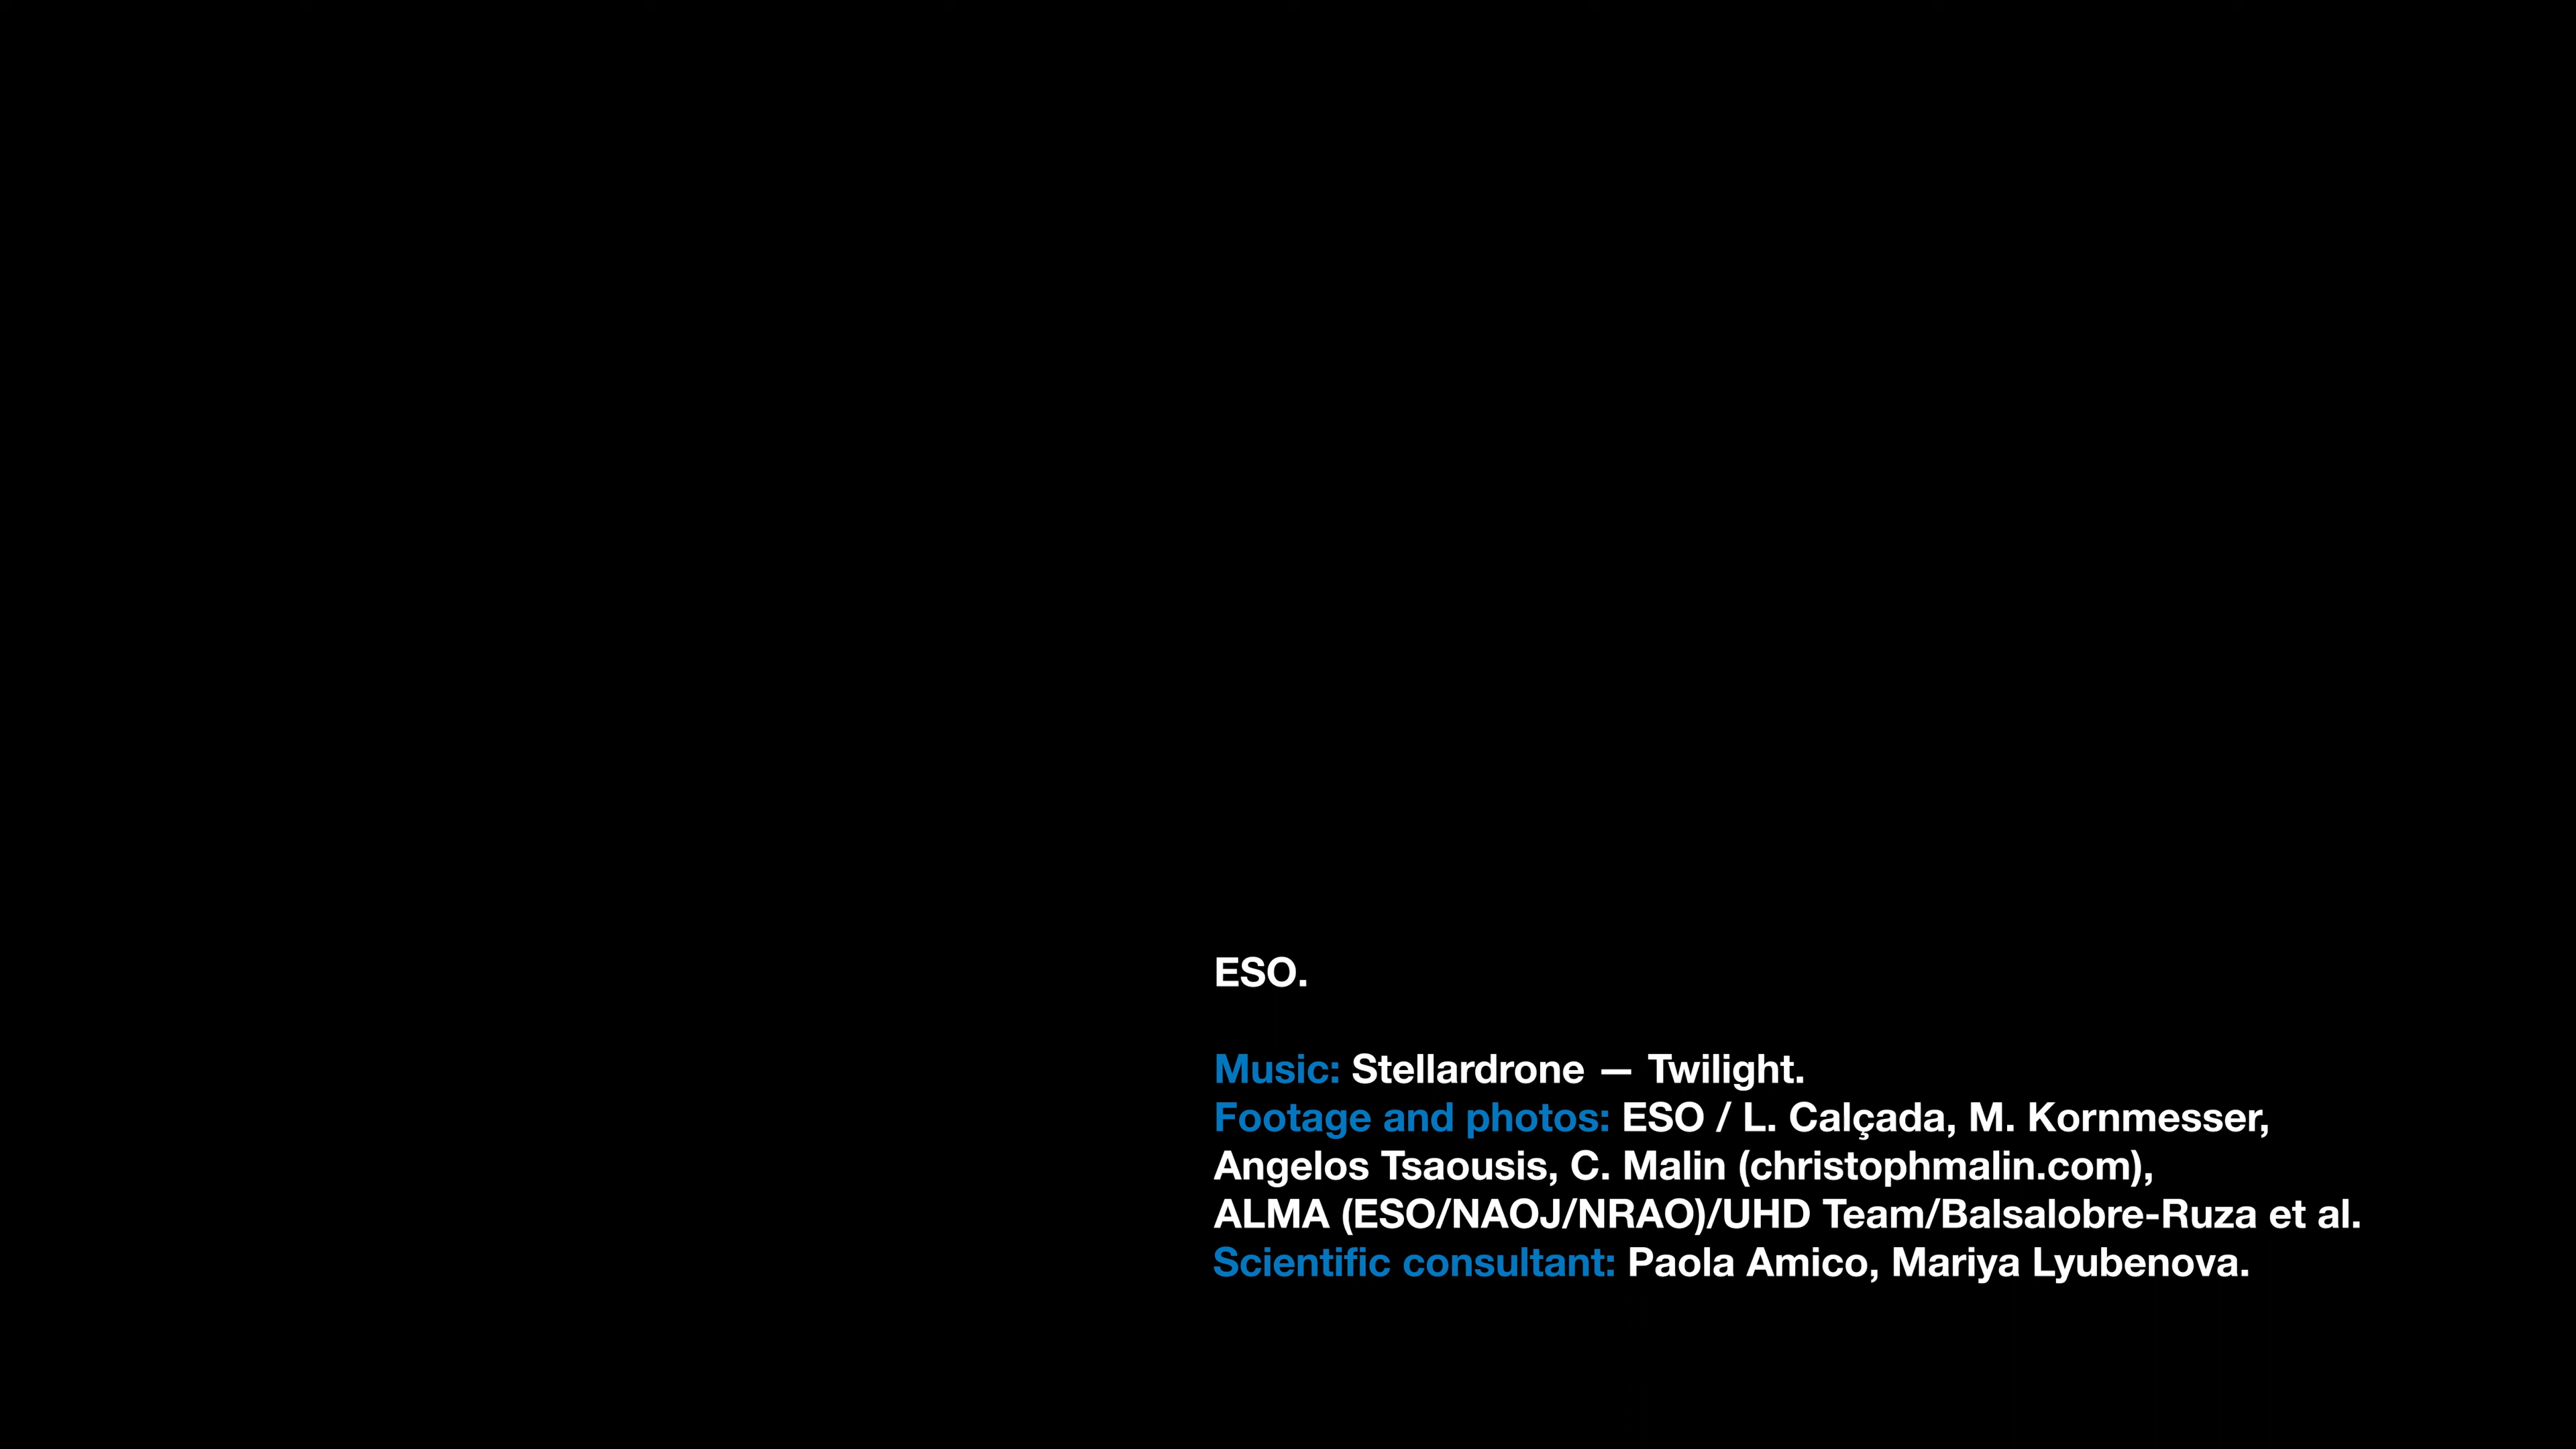 ESO.
Music: Stellardrone — Twilight.
Footage and photos: ESO / L. Calçada, M. Kornmesser,
Angelos Tsaousis, C. Malin (christophmalin.com),
ALMA (ESO/NAOJ/NRAO)/UHD Team/Balsalobre-Ruza et al.
Scientific consultant: Paola Amico, Mariya Lyubenova.